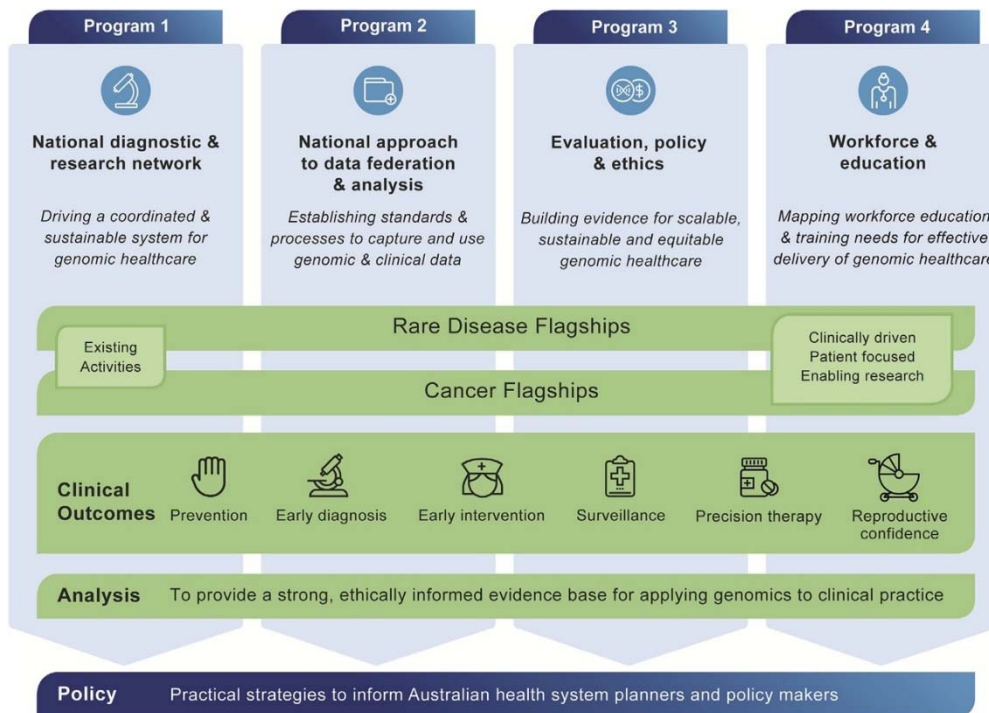 Program 1
Program 2
Program 3
Program 4
National diagnostic &
research network
National approach
to data federation
& analysis
Evaluation, policy
& ethics
Workforce &
education
Driving a coordinated &
sustainable system for
genomic healthcare
Establishing standards &
processes to capture and use
genomic & clinical data
Building evidence for scalable,
sustainable and equitable
genomic healthcare
Mapping workforce education
& training needs for effective
delivery of genomic healthcare
Rare Disease Flagships
Existing
Activities
Clinically driven
Patient focused
Enabling research
Cancer Flagships
Clinical
Outcomes
Prevention
Early diagnosis
Early intervention
Surveillance
Precision therapy
Reproductive
confidence
Analysis To provide a strong, ethically informed evidence base for applying genomics to clinical practice
Policy Practical strategies to inform Australian health system planners and policy makers